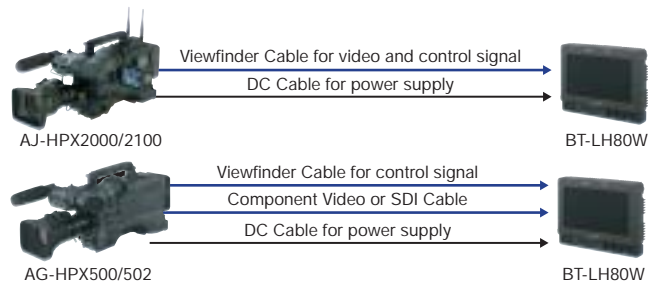 Viewfinder Cable for video and control signal
DC Cable for power supply
AJ-HPX2000/2100
BT-LH80W
Viewfinder Cable for control signal
Component Video or SDI Cable
DC Cable for power supply
AG-HPX500/502
BT-LH80W